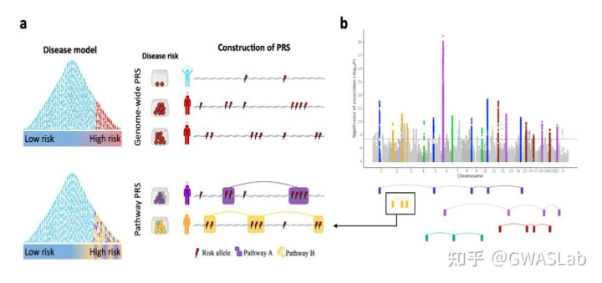 a
Disease model
Low risk
High risk
Low risk
High risk
Disease risk
Construction of PRS
Genome-wide PRS
Pathway PRS
Risk allele
Pathway A
Pathway B
b
Chromosome
知乎 @GWASLab